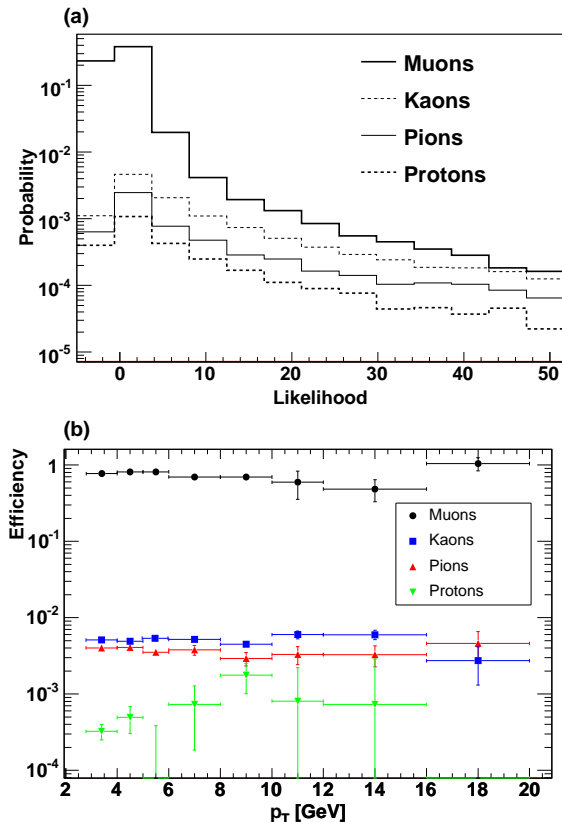 (a)
Probability
10^-1
10^-2
10^-3
10^-4
10^-5
Muons
Kaons
Pions
Protons
0 10 20 30 40 50
Likelihood
(b)
Efficiency
1
10^-1
10^-2
10^-3
10^-4
Muons
Kaons
Pions
Protons
2 4 6 8 10 12 14 16 18 20
p_T [GeV]